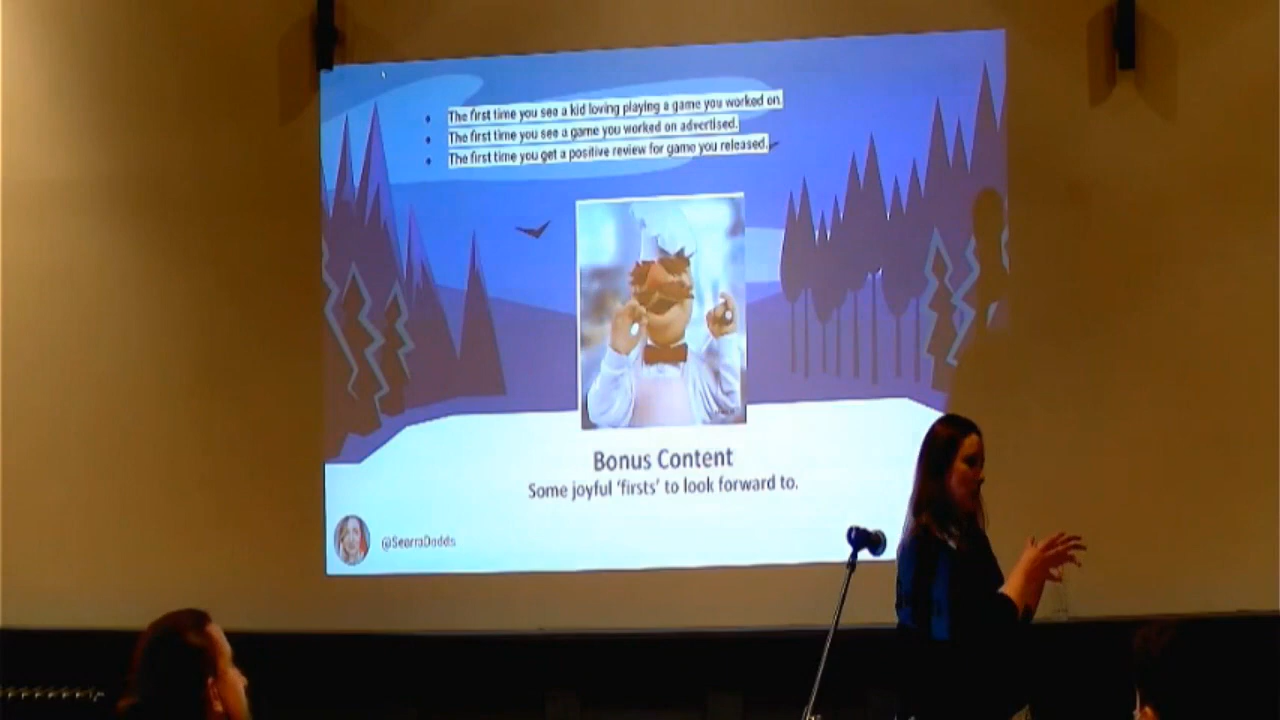 The first time you see a kid loving playing a game you worked on.
The first time you see a game you worked on advertised.
The first time you get a positive review for game you released.
Bonus Content
Some joyful 'firsts' to look forward to.
@SearraDodds